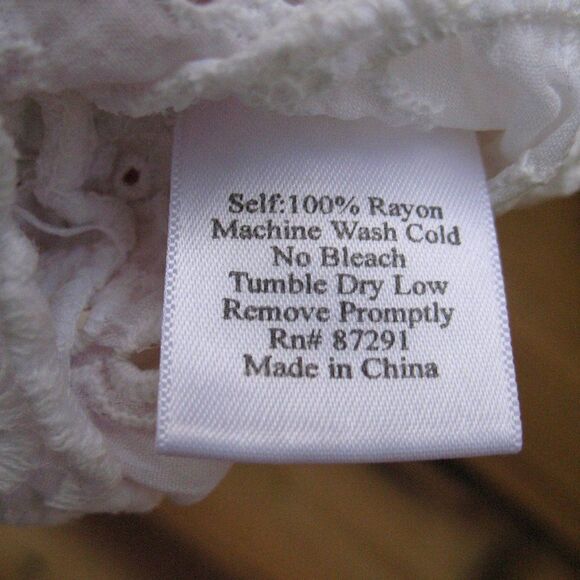 Self:100% Rayon
Machine Wash Cold
No Bleach
Tumble Dry Low
Remove Promptly
Rn# 87291
Made in China